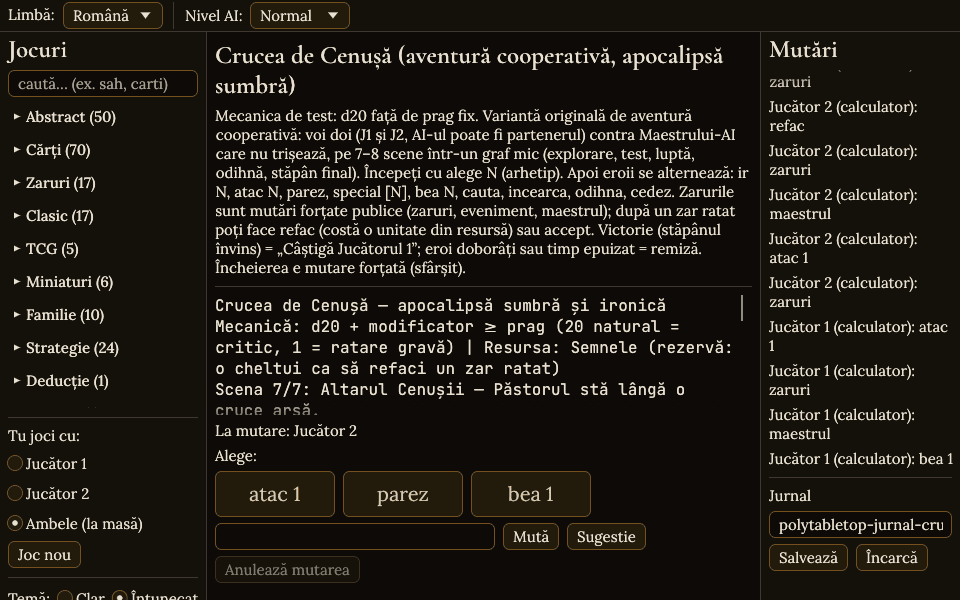 Limbă: Română Nivel AI: Normal
Jocuri
caută... (ex. sah, carti)
Abstract (50)
Cărți (70)
Zaruri (17)
Clasic (17)
TCG (5)
Miniaturi (6)
Familie (10)
Strategie (24)
Deducție (1)
Tu joci cu:
Jucător 1
Jucător 2
Ambele (la masă)
Joc nou
Temă: Clar Întunecat
Crucea de Cenușă (aventură cooperativă, apocalipsă
sumbră)
Mecanica de test: d20 față de prag fix. Variantă originală de aventură
cooperativă: voi doi (J1 și J2, AI-ul poate fi partenerul) contra Maestrului-AI
care nu trișează, pe 7–8 scene într-un graf mic (explorare, test, luptă,
odihnă, stăpân final). Începeți cu alege N (arhetip). Apoi eroii se alternează: ir
N, atac N, parez, special [N], bea N, cauta, incearca, odihna, cedez. Zarurile
sunt mutări forțate publice (zaruri, eveniment, maestrul); după un zar ratat
poți face refac (costă o unitate din resursă) sau accept. Victorie (stăpânul
învins) = „Câștigă Jucătorul 1”; eroi doborâți sau timp epuizat = remiză.
Încheierea e mutare forțată (sfârșit).
Crucea de Cenușă — apocalipsă sumbră și ironică
Mecanică: d20 + modificator ≥ prag (20 natural =
critic, 1 = ratare gravă) | Resursa: Semnele (rezervă:
o cheltui ca să refaci un zar ratat)
Scena 7/7: Altarul Cenușii — Păstorul stă lângă o
cruce arsă.
La mutare: Jucător 2
Alege:
atac 1 parez bea 1
Mută Sugestie
Anulează mutarea
Mutări
zaruri
Jucător 2 (calculator):
refac
Jucător 2 (calculator):
zaruri
Jucător 2 (calculator):
maestrul
Jucător 2 (calculator):
atac 1
Jucător 2 (calculator):
zaruri
Jucător 1 (calculator): atac
1
Jucător 1 (calculator):
zaruri
Jucător 1 (calculator):
maestrul
Jucător 1 (calculator): bea 1
Jurnal
polytabletop-jurnal-cru
Salvează Încarcă